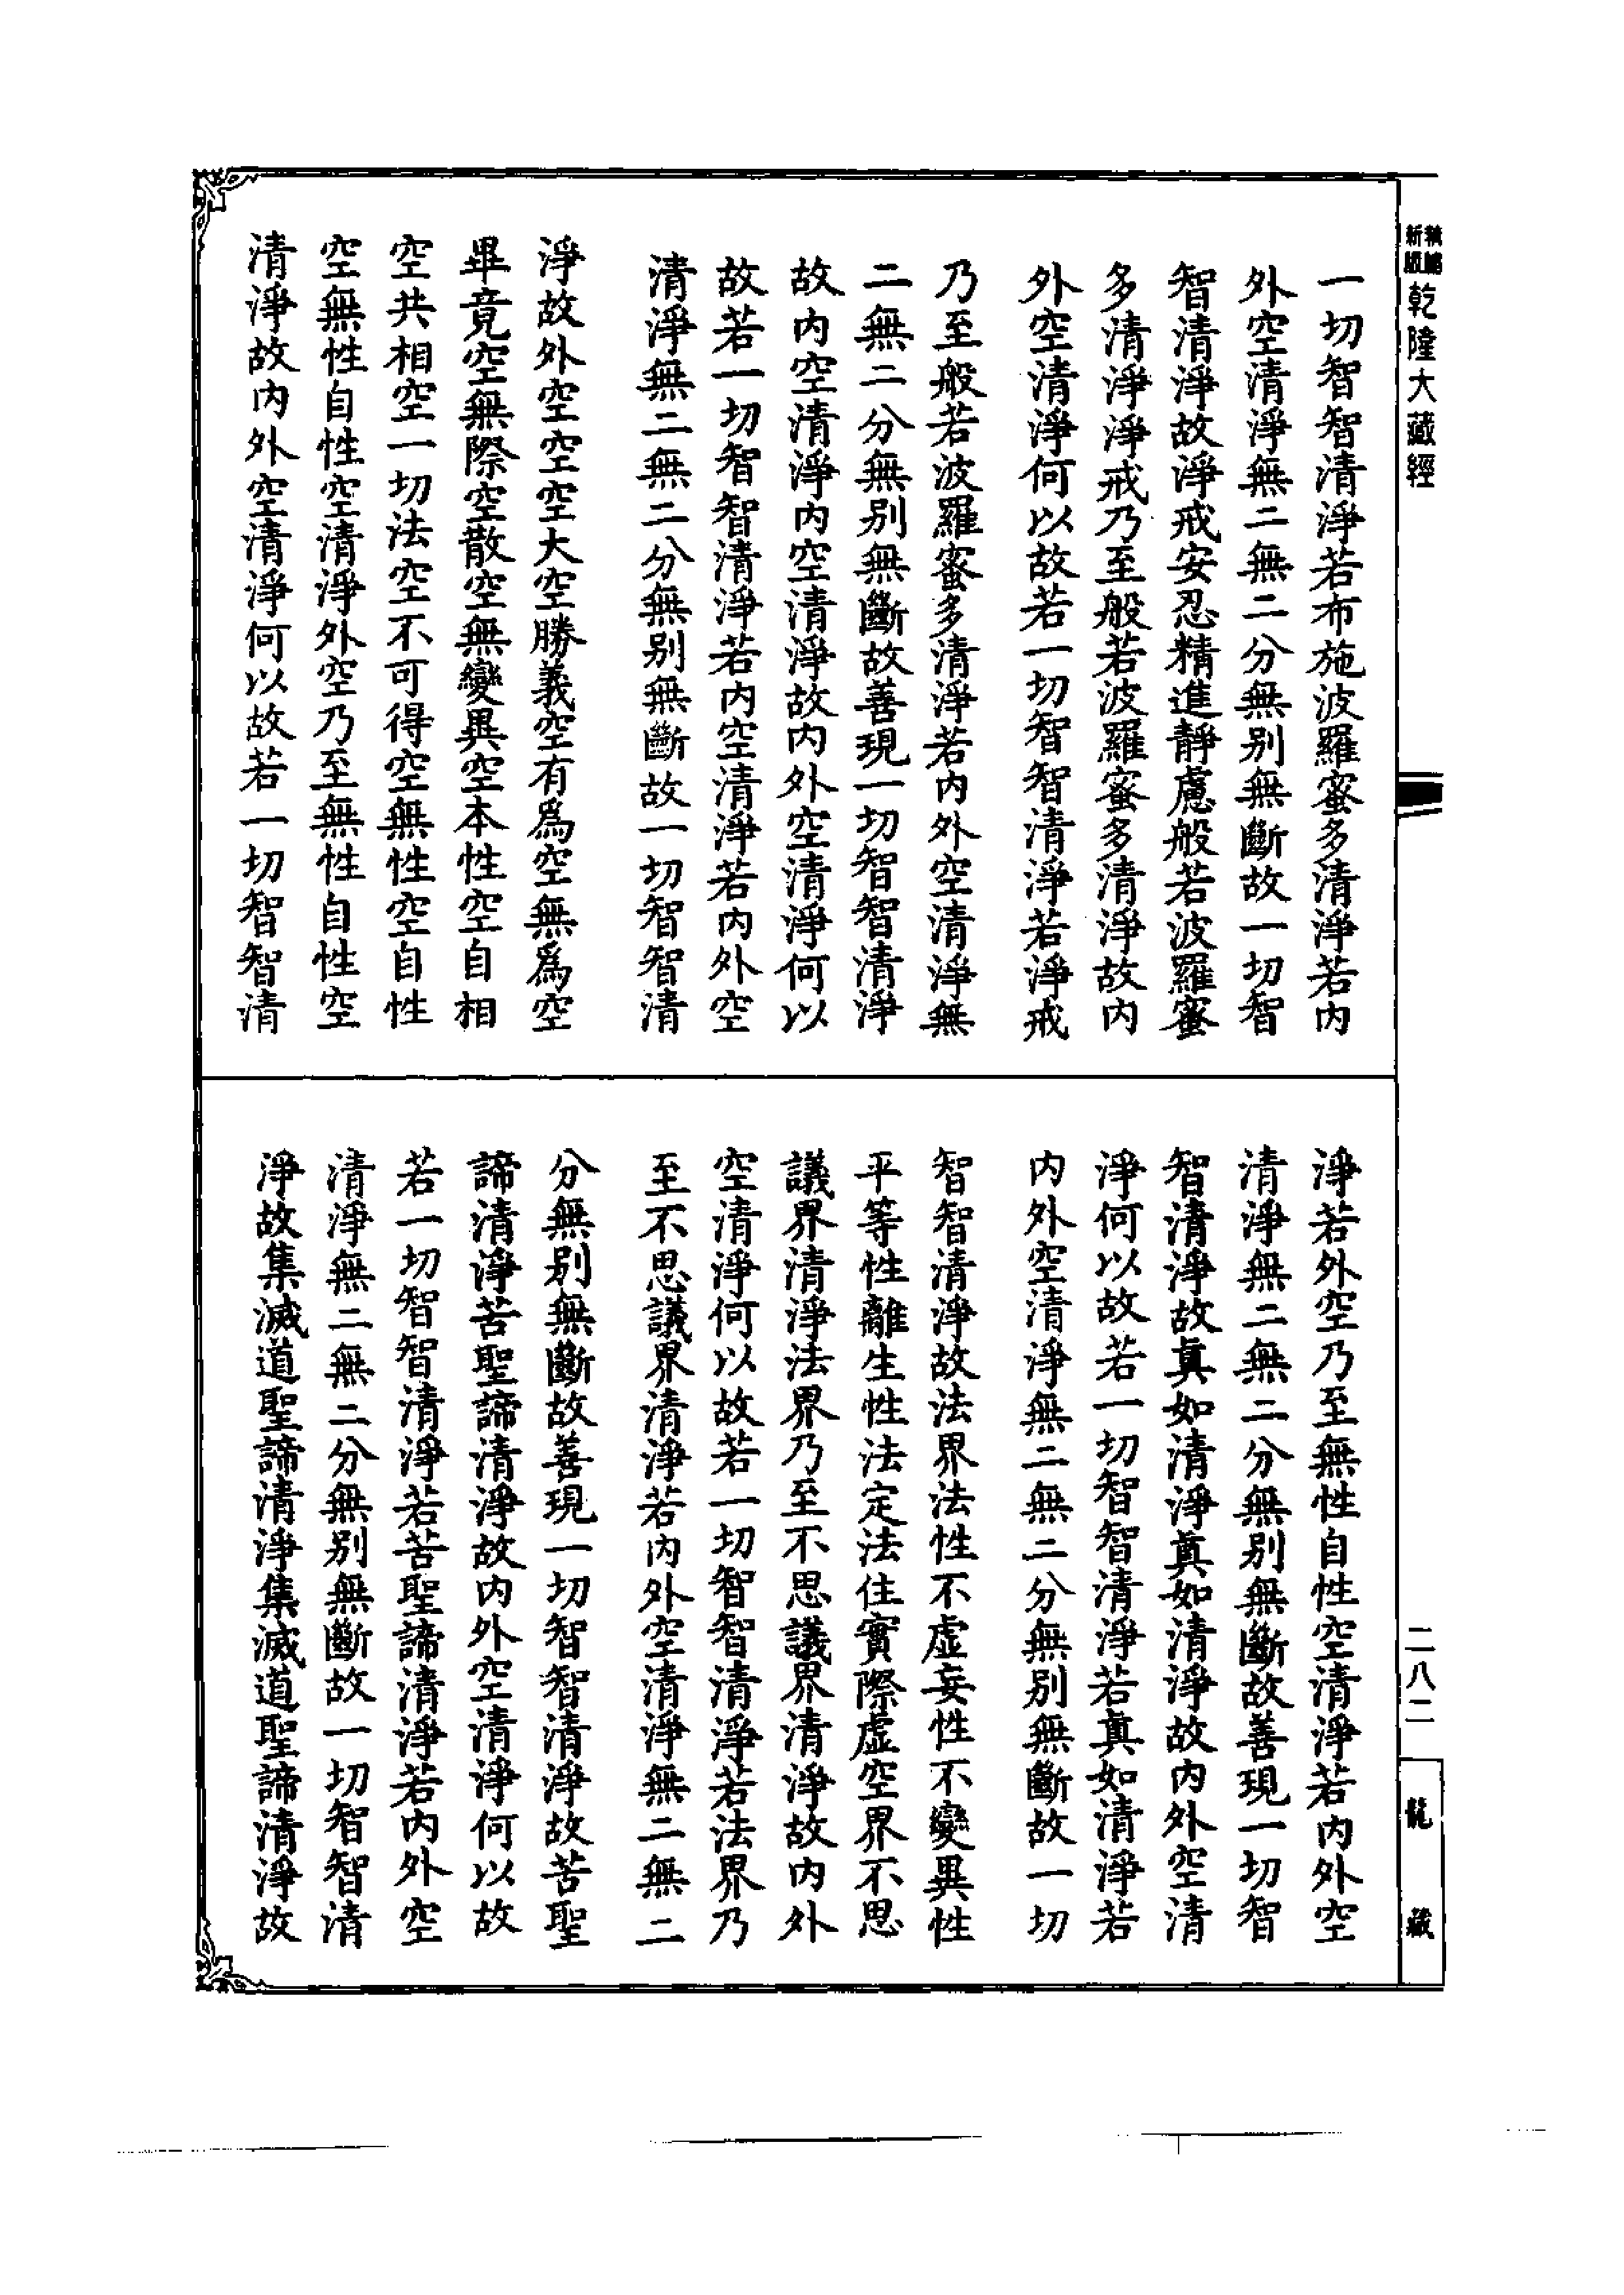 新版
乾隆大藏經
一切智智清淨若布施波羅蜜多清淨若內
外空清淨無二無二分無別無斷故一切智
智清淨故淨戒安忍精進靜慮般若波羅蜜
多清淨淨戒乃至般若波羅蜜多清淨故內
外空清淨何以故若一切智智清淨若淨戒
乃至般若波羅蜜多清淨若內外空清淨無
二無二分無別無斷故善現一切智智清淨
故內空清淨內空清淨故內外空清淨何以
故若一切智智清淨若內空清淨若內外空
清淨無二無二分無別無斷故一切智智清
淨故外空空空大空勝義空有爲空無爲空
畢竟空無際空散空無變異空本性空自相
空共相空一切法空不可得空無性空自性
空無性自性空清淨外空乃至無性自性空
清淨故內外空清淨何以故若一切智智清
淨若外空乃至無性自性空清淨若內外空
清淨無二無二分無別無斷故善現一切智
智清淨故真如清淨真如清淨故內外空清
淨何以故若一切智智清淨若真如清淨若
內外空清淨無二無二分無別無斷故一切
智智清淨故法界法性不虛妄性不變異性
平等性離生性法定法住實際虛空界不思
議界清淨法界乃至不思議界清淨故內外
空清淨何以故若一切智智清淨若法界乃
至不思議界清淨若內外空清淨無二無二
分無別無斷故善現一切智智清淨故苦聖
諦清淨苦聖諦清淨故內外空清淨何以故
若一切智智清淨若苦聖諦清淨若內外空
清淨無二無二分無別無斷故一切智智清
淨故集滅道聖諦清淨集滅道聖諦清淨故
二八二
龍藏